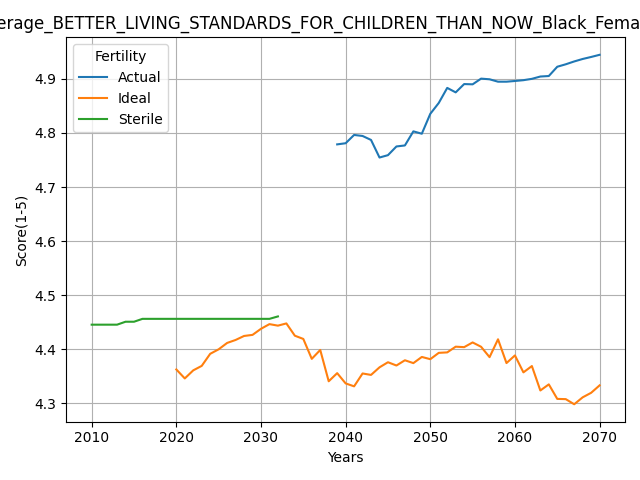 erage_BETTER_LIVING_STANDARDS_FOR_CHILDREN_THAN_NOW_Black_Fema
Fertility
Actual
Ideal
Sterile
4.9
4.8
4.7
4.6
4.5
4.4
4.3
Score(1-5)
2010 2020 2030 2040 2050 2060 2070
Years